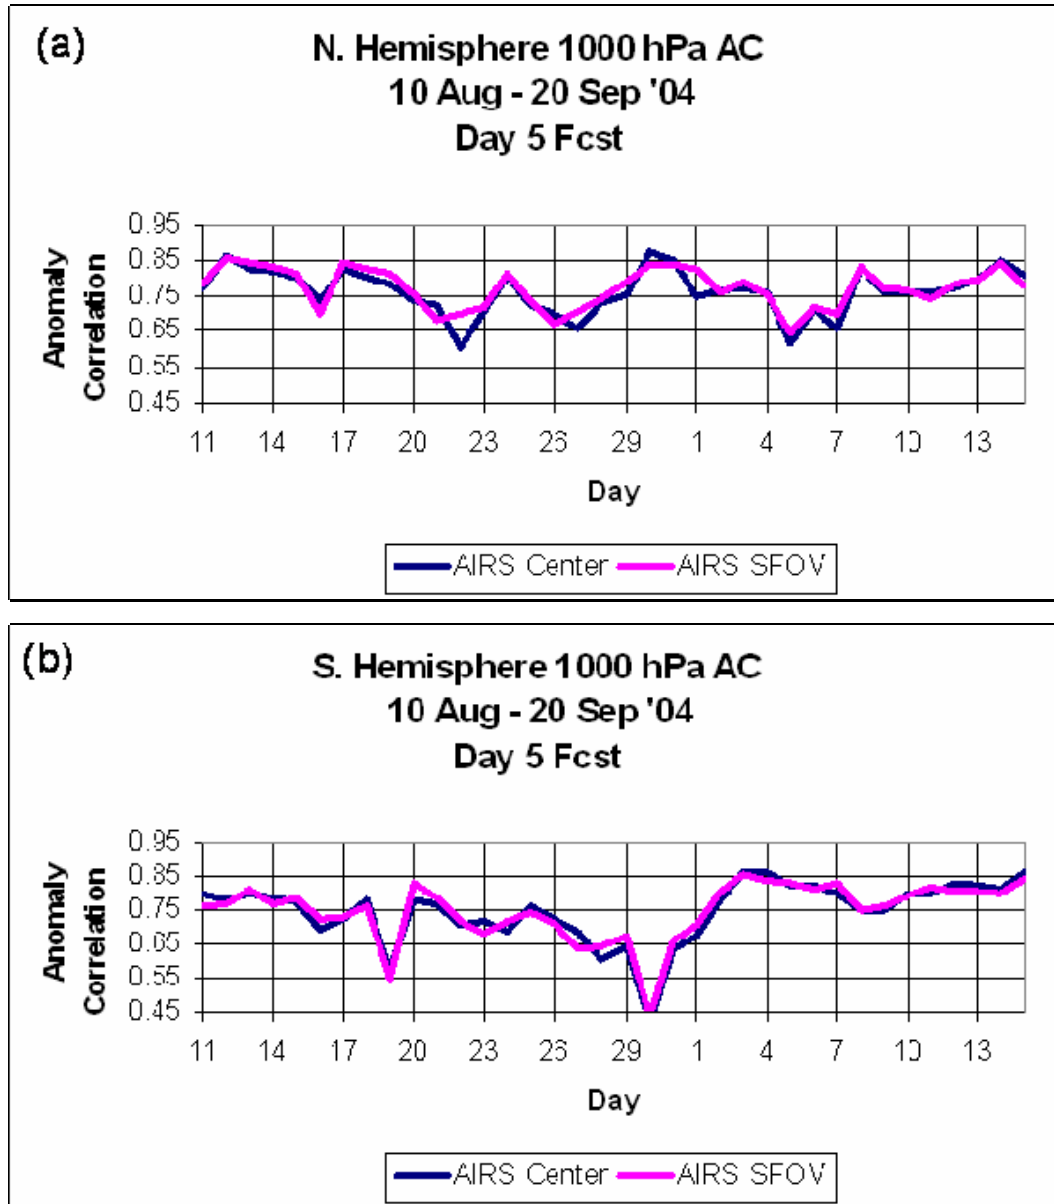 (a)
N. Hemisphere 1000 hPa AC
10 Aug - 20 Sep '04
Day 5 Fcst
Anomaly
Correlation
0.95
0.85
0.75
0.65
0.55
0.45
11 14 17 20 23 26 29 1 4 7 10 13
Day
AIRS Center AIRS SFOV
(b)
S. Hemisphere 1000 hPa AC
10 Aug - 20 Sep '04
Day 5 Fcst
Anomaly
Correlation
0.95
0.85
0.75
0.65
0.55
0.45
11 14 17 20 23 26 29 1 4 7 10 13
Day
AIRS Center AIRS SFOV